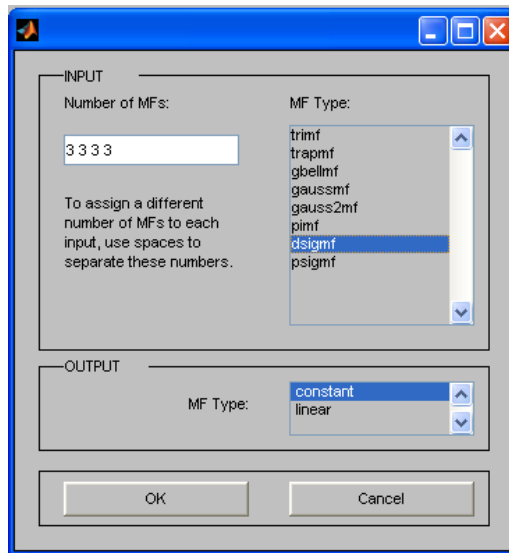 INPUT
Number of MFs:
3 3 3 3
To assign a different
number of MFs to each
input, use spaces to
separate these numbers.
MF Type:
trimf
trapmf
gbellmf
gaussmf
gauss2mf
pimf
dsigmf
psigmf
OUTPUT
MF Type:
constant
linear
OK
Cancel